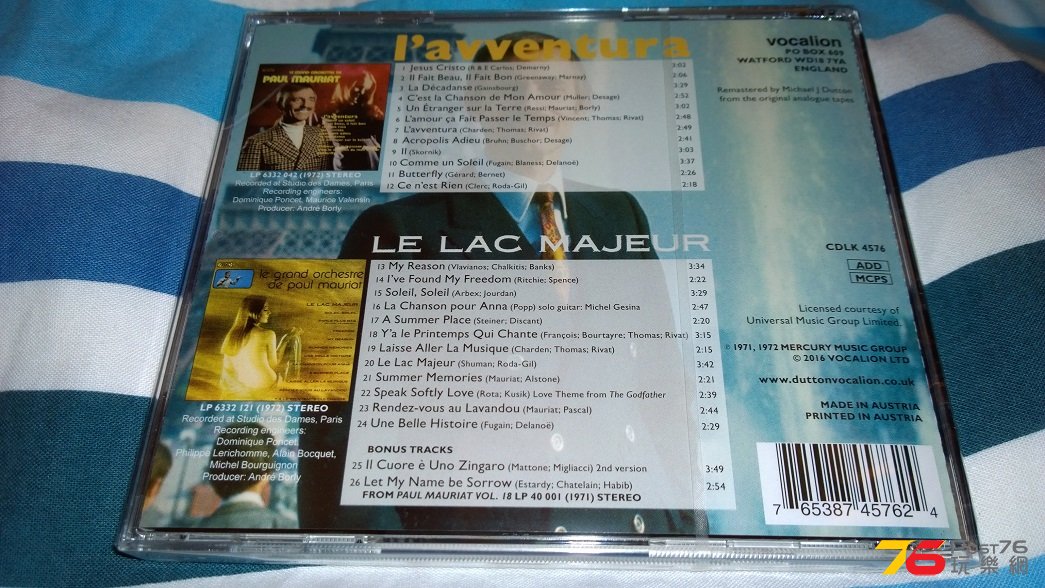 l'avventura
1 Jesus Cristo (R & E Carlos; Demarny) 3:02
2 Il Fait Beau, Il Fait Bon (Greenaway; Marnay) 2:06
3 La Décadanse (Gainsbourg) 3:29
4 C'est la Chanson de Mon Amour (Muller; Desage) 2:52
5 Un Étranger sur la Terre (Ressi; Mauriat; Borly) 3:02
6 L'amour ça Fait Passer le Temps (Vincent; Thomas; Rivat) 2:48
7 L'avventura (Charden; Thomas; Rivat) 2:49
8 Acropolis Adieu (Bruhn; Buschor; Desage) 2:41
9 Il (Skornik) 3:03
10 Comme un Soleil (Fugain; Blaness; Delanoë) 3:37
11 Butterfly (Gérard; Bernet) 2:26
12 Ce n'est Rien (Clerc; Roda-Gil) 2:18
LE GRAND ORCHESTRE DE
PAUL MAURIAT
l'avventura
LP 6332 042 (1972) STEREO
Recorded at Studio des Dames, Paris
Recording engineers:
Dominique Poncet, Maurice Valensin
Producer: André Borly
vocalion
PO BOX 609
WATFORD WD18 7YA
ENGLAND
Remastered by Michael J Dutton
from the original analogue tapes
LE LAC MAJEUR
13 My Reason (Vlavianos; Chalkitis; Banks) 3:34
14 I've Found My Freedom (Ritchie; Spence) 2:22
15 Soleil, Soleil (Arbex; Jourdan) 3:29
16 La Chanson pour Anna (Popp) solo guitar: Michel Gesina 2:47
17 A Summer Place (Steiner; Discant) 2:20
18 Y'a le Printemps Qui Chante (François; Bourtayre; Thomas; Rivat) 3:15
19 Laisse Aller La Musique (Charden; Thomas; Rivat) 2:15
20 Le Lac Majeur (Shuman; Roda-Gil) 3:42
21 Summer Memories (Mauriat; Alstone) 2:21
22 Speak Softly Love (Rota; Kusik) Love Theme from The Godfather 2:39
23 Rendez-vous au Lavandou (Mauriat; Pascal) 2:44
24 Une Belle Histoire (Fugain; Delanoë) 2:29
BONUS TRACKS
25 Il Cuore è Uno Zingaro (Mattone; Migliacci) 2nd version 3:49
26 Let My Name be Sorrow (Estardy; Chatelain; Habib) 2:54
FROM PAUL MAURIAT VOL. 18 LP 40 001 (1971) STEREO
le grand orchestre
de paul mauriat
LE LAC MAJEUR
SOLEIL, SOLEIL
LP 6332 121 (1972) STEREO
Recorded at Studio des Dames, Paris
Recording engineers:
Dominique Poncet,
Philippe Lerichomme, Alain Bocquet,
Michel Bourguignon
Producer: André Borly
CDLK 4576
ADD
MCPS
Licensed courtesy of
Universal Music Group Limited.
℗ 1971, 1972 MERCURY MUSIC GROUP
© 2016 VOCALION LTD
www.duttonvocalion.co.uk
MADE IN AUSTRIA
PRINTED IN AUSTRIA
7 65387 45762 4
76
POST76
玩樂網